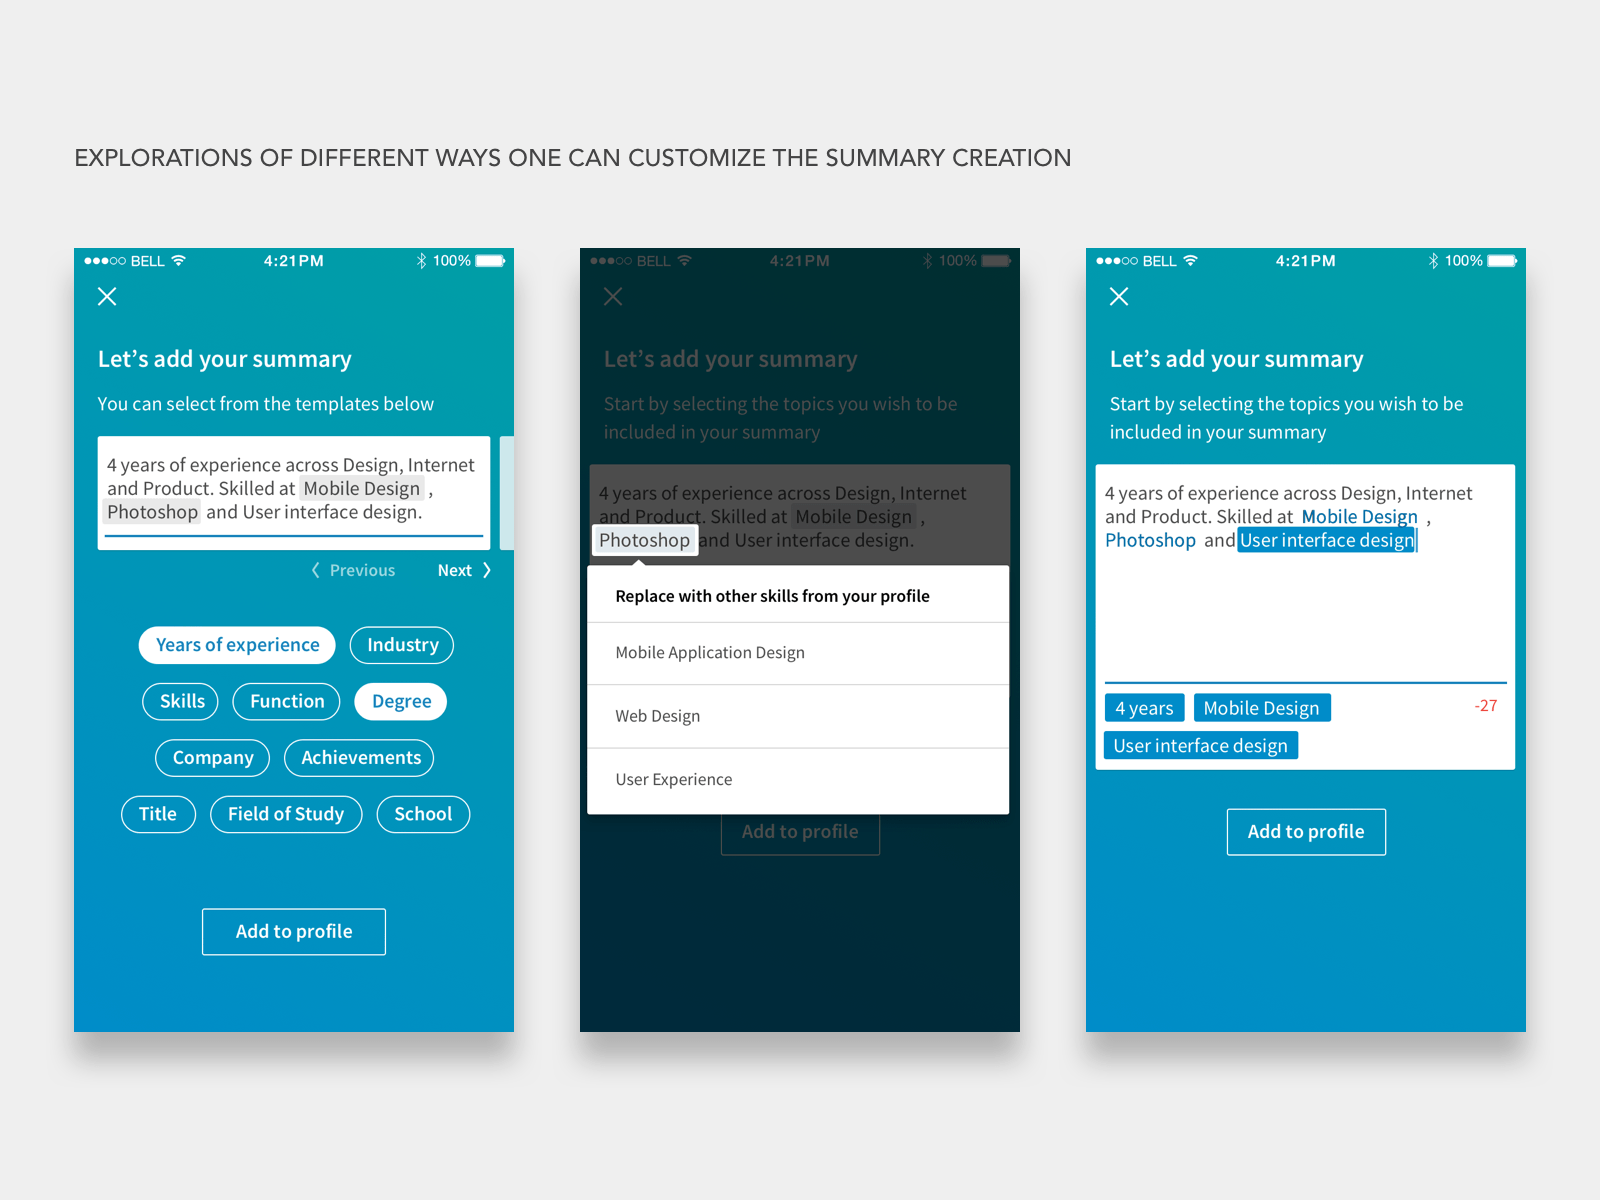 EXPLORATIONS OF DIFFERENT WAYS ONE CAN CUSTOMIZE THE SUMMARY CREATION
BELL 4:21PM 100%
Let's add your summary
You can select from the templates below
4 years of experience across Design, Internet
and Product. Skilled at Mobile Design ,
Photoshop and User interface design.
Previous Next
Years of experience Industry
Skills Function Degree
Company Achievements
Title Field of Study School
Add to profile
BELL 4:21PM 100%
Let's add your summary
Start by selecting the topics you wish to be
included in your summary
4 years of experience across Design, Internet
and Product. Skilled at Mobile Design ,
Photoshop and User interface design.
Replace with other skills from your profile
Mobile Application Design
Web Design
User Experience
Add to profile
BELL 4:21PM 100%
Let's add your summary
Start by selecting the topics you wish to be
included in your summary
4 years of experience across Design, Internet
and Product. Skilled at Mobile Design ,
Photoshop and User interface design
4 years Mobile Design -27
User interface design
Add to profile